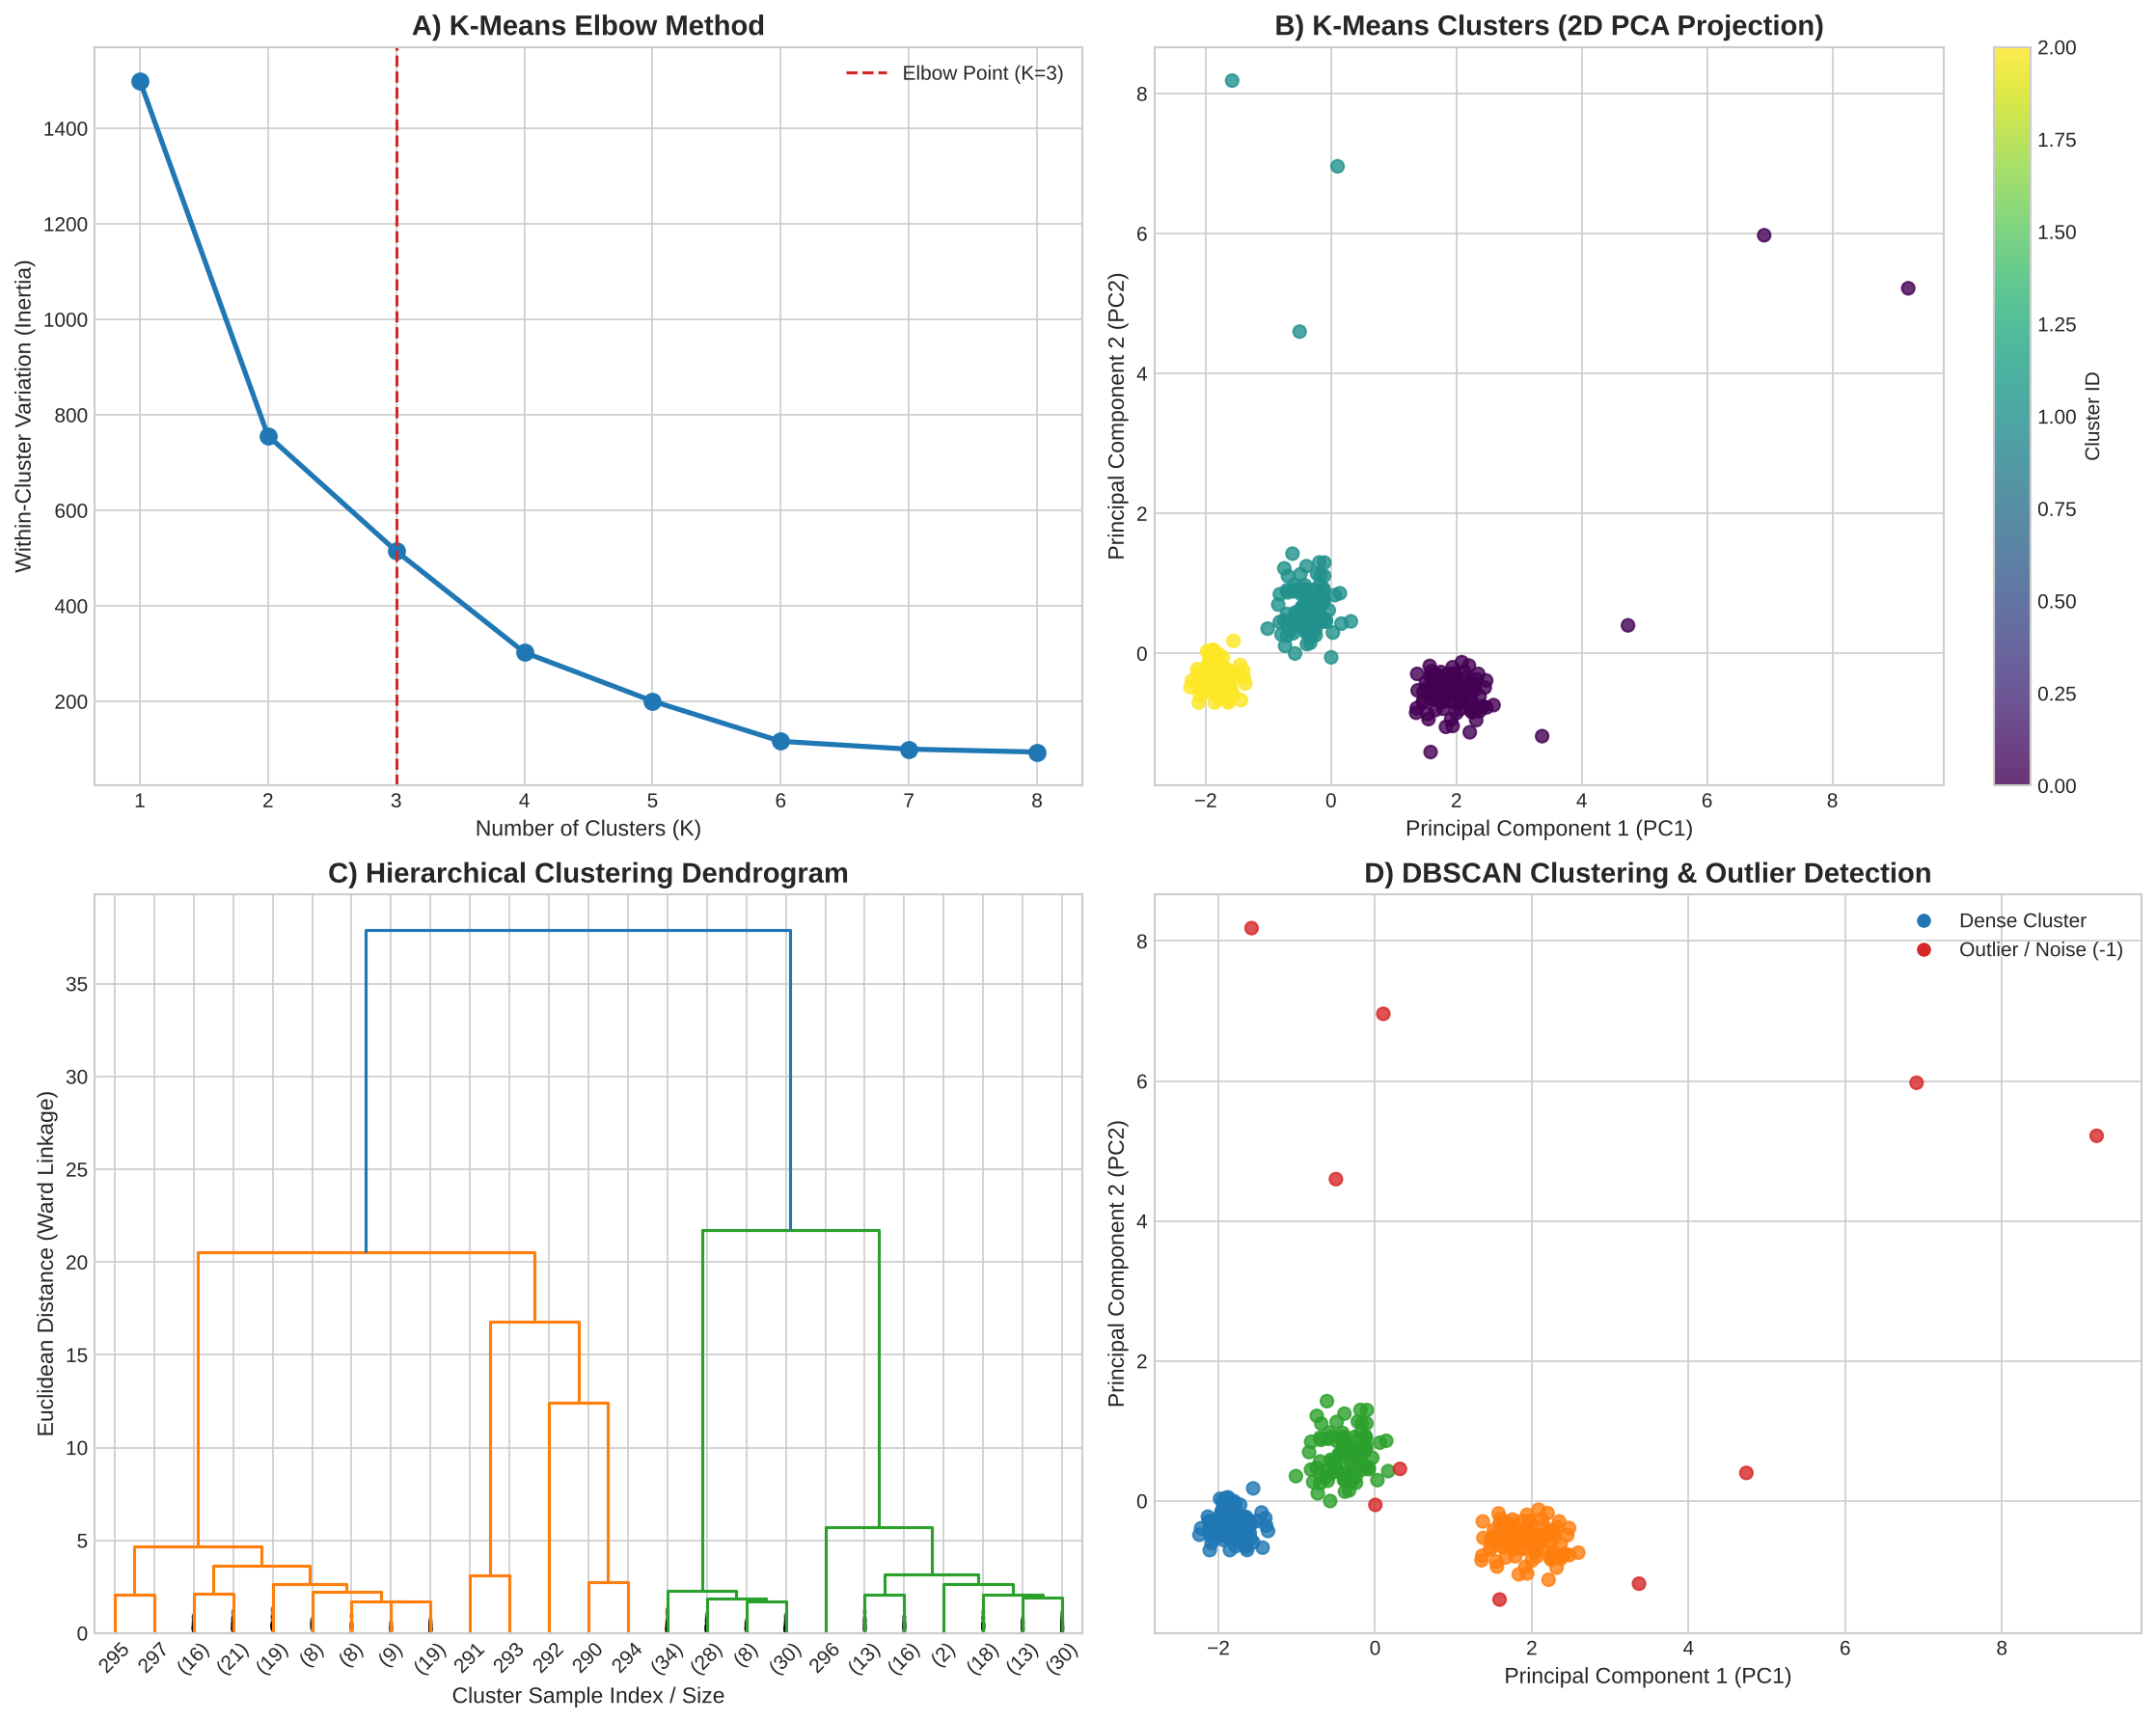 A) K-Means Elbow Method
Elbow Point (K=3)
Within-Cluster Variation (Inertia)
1400
1200
1000
800
600
400
200
1 2 3 4 5 6 7 8
Number of Clusters (K)
B) K-Means Clusters (2D PCA Projection)
Principal Component 2 (PC2)
8
6
4
2
0
−2 0 2 4 6 8
Principal Component 1 (PC1)
2.00
1.75
1.50
1.25
1.00
0.75
0.50
0.25
0.00
Cluster ID
C) Hierarchical Clustering Dendrogram
Euclidean Distance (Ward Linkage)
35
30
25
20
15
10
5
0
295 297 (16) (21) (19) (8) (8) (9) (19) 291 293 292 290 294 (34) (28) (8) (30) 296 (13) (16) (2) (18) (13) (30)
Cluster Sample Index / Size
D) DBSCAN Clustering & Outlier Detection
Dense Cluster
Outlier / Noise (-1)
Principal Component 2 (PC2)
8
6
4
2
0
−2 0 2 4 6 8
Principal Component 1 (PC1)